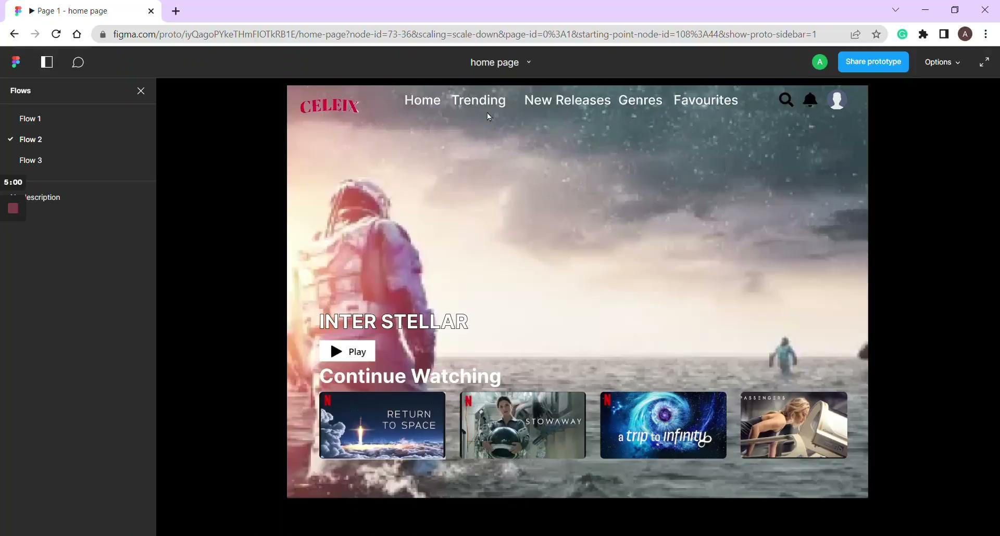 Page 1 - home page
figma.com/proto/iyQagoPYkeTHmFIOTkRB1E/home-page?node-id=73-36&scaling=scale-down&page-id=0%3A1&starting-point-node-id=108%3A44&show-proto-sidebar=1
A
home page
A
Share prototype
Options
Flows
Flow 1
Flow 2
Flow 3
5:00
escription
CELEIX
Home Trending New Releases Genres Favourites
INTER STELLAR
Play
Continue Watching
N
RETURN
TO SPACE
N
STOWAWAY
N
a trip to infinity
PASSENGERS